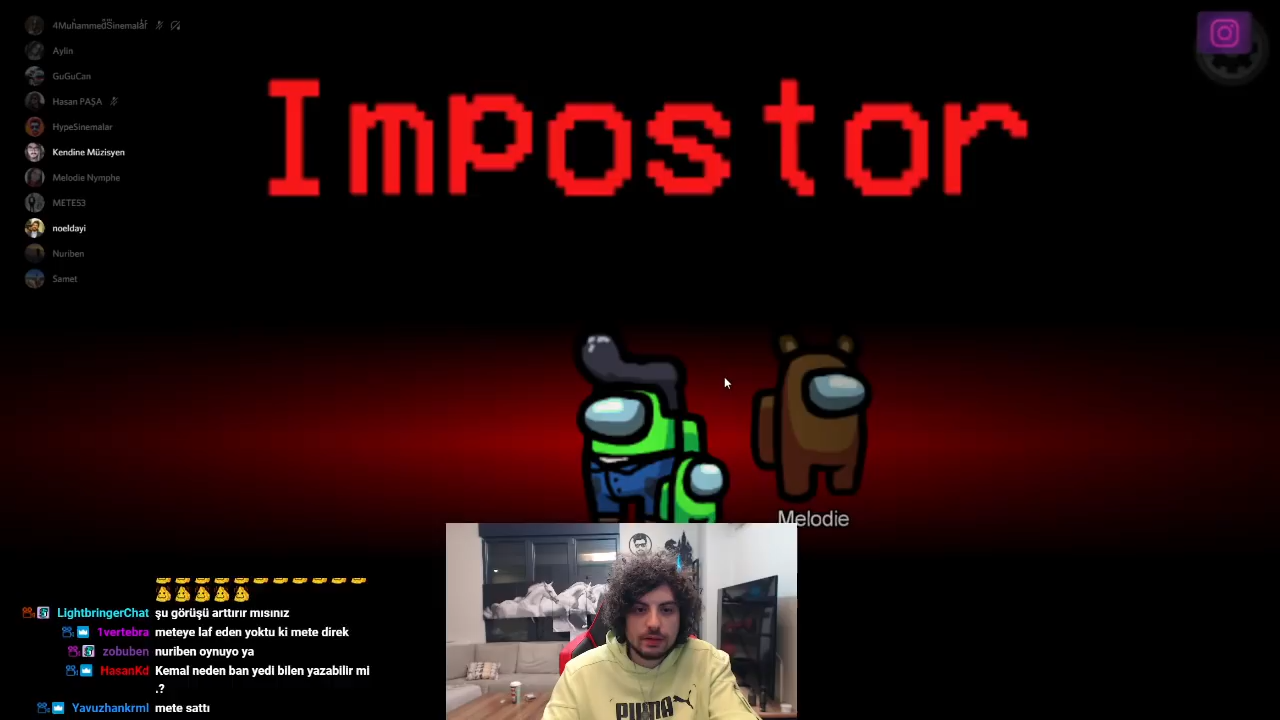 4Muhammed Sinemalar
Aylin
GuGuCan
Hasan PAŞA
HypeSinemalar
Kendine Müzisyen
Melodie Nymphe
METES3
noeldayi
Nuriben
Samet
Impostor
Melodie
LightbringerChat şu görüşü arttırır mısınız
1vertebra meteye laf eden yoktu ki mete direk
zobuben nuriben oynuyo ya
HasanKd Kemal neden ban yedi bilen yazabilir mi
.?
Yavuzhankrml mete sattı
PUMA